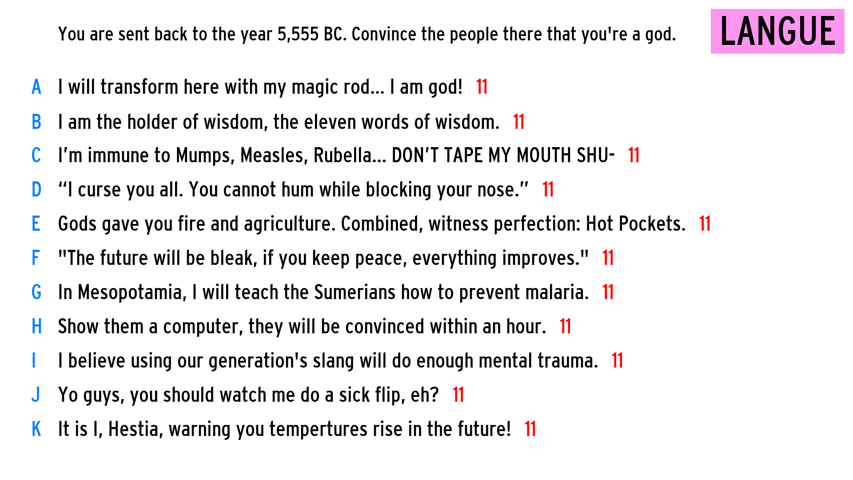 You are sent back to the year 5,555 BC. Convince the people there that you're a god.
LANGUE
A I will transform here with my magic rod... I am god! 11
B I am the holder of wisdom, the eleven words of wisdom. 11
C I'm immune to Mumps, Measles, Rubella... DON'T TAPE MY MOUTH SHU- 11
D “I curse you all. You cannot hum while blocking your nose.” 11
E Gods gave you fire and agriculture. Combined, witness perfection: Hot Pockets. 11
F "The future will be bleak, if you keep peace, everything improves." 11
G In Mesopotamia, I will teach the Sumerians how to prevent malaria. 11
H Show them a computer, they will be convinced within an hour. 11
I I believe using our generation's slang will do enough mental trauma. 11
J Yo guys, you should watch me do a sick flip, eh? 11
K It is I, Hestia, warning you tempertures rise in the future! 11